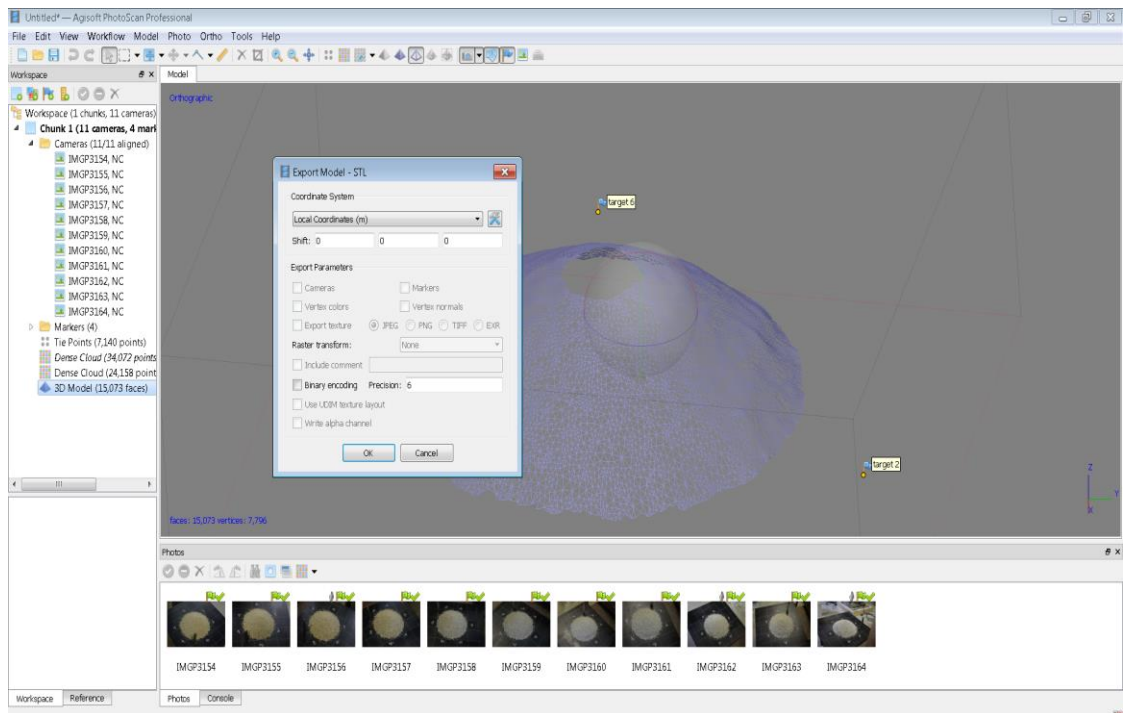 Untitled* — Agisoft PhotoScan Professional
File Edit View Workflow Model Photo Ortho Tools Help
Workspace
Model
Workspace (1 chunks, 11 cameras)
Chunk 1 (11 cameras, 4 mark
Cameras (11/11 aligned)
IMGP3154, NC
IMGP3155, NC
IMGP3156, NC
IMGP3157, NC
IMGP3158, NC
IMGP3159, NC
IMGP3160, NC
IMGP3161, NC
IMGP3162, NC
IMGP3163, NC
IMGP3164, NC
Markers (4)
Tie Points (7,140 points)
Dense Cloud (34,072 points
Dense Cloud (24,158 point
3D Model (15,073 faces)
Orthographic
Export Model - STL
Coordinate System
Local Coordinates (m)
Shift: 0 0 0
Export Parameters
Cameras Markers
Vertex colors Vertex normals
Export texture JPEG PNG TIFF EXR
Raster transform: None
Include comment
Binary encoding Precision: 6
Use UDIM texture layout
Write alpha channel
OK Cancel
target 6
target 2
Z
Y
X
faces: 15,073 vertices: 7,796
Photos
IMGP3154 IMGP3155 IMGP3156 IMGP3157 IMGP3158 IMGP3159 IMGP3160 IMGP3161 IMGP3162 IMGP3163 IMGP3164
Workspace Reference
Photos Console